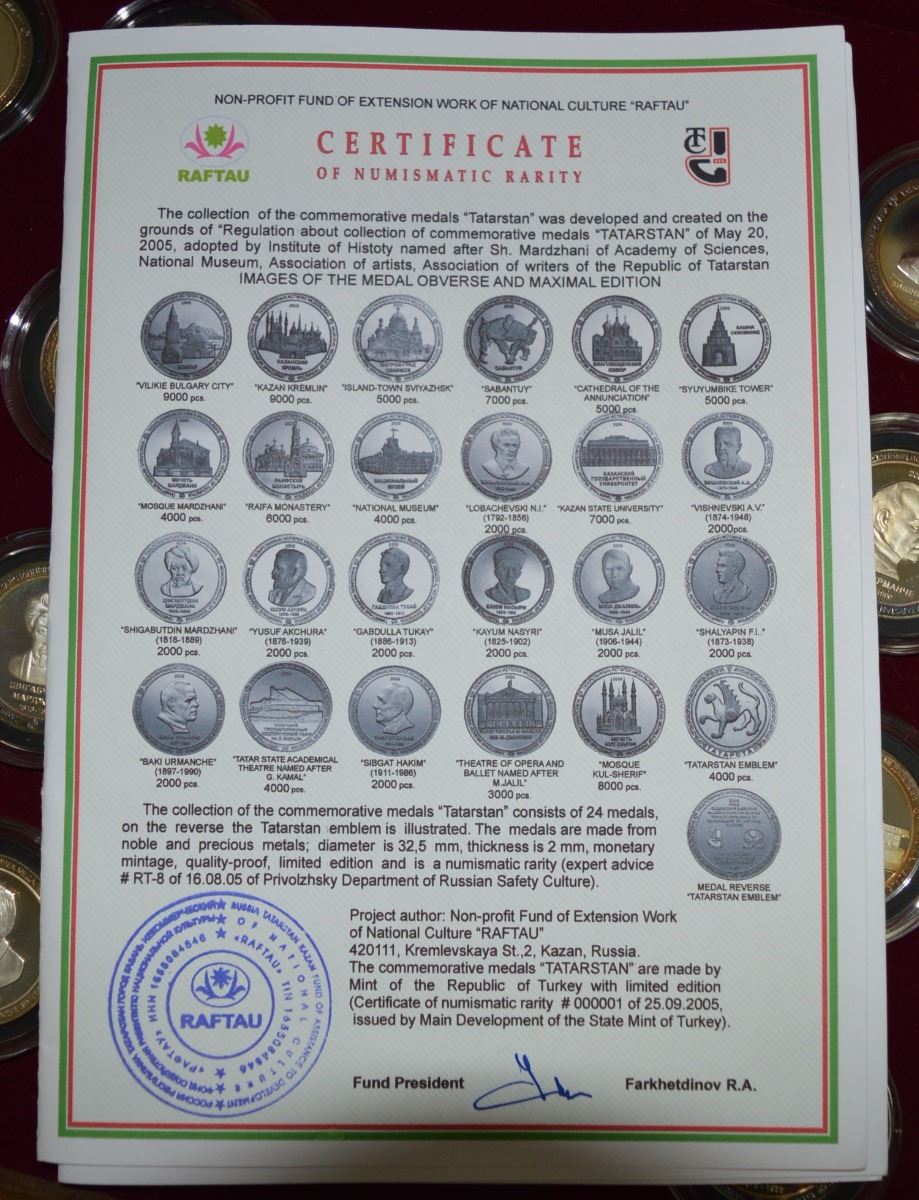 NON-PROFIT FUND OF EXTENSION WORK OF NATIONAL CULTURE "RAFTAU"
RAFTAU
CERTIFICATE
OF NUMISMATIC RARITY
The collection of the commemorative medals "Tatarstan" was developed and created on the
grounds of "Regulation about collection of commemorative medals "TATARSTAN" of May 20,
2005, adopted by Institute of Histoty named after Sh. Mardzhani of Academy of Sciences,
National Museum, Association of artists, Association of writers of the Republic of Tatarstan
IMAGES OF THE MEDAL OBVERSE AND MAXIMAL EDITION
"VILIKIE BULGARY CITY"
9000 pcs.
"KAZAN KREMLIN"
9000 pcs.
"ISLAND-TOWN SVIYAZHSK"
5000 pcs.
"SABANTUY"
7000 pcs.
"CATHEDRAL OF THE
ANNUNCIATION"
5000 pcs.
"SYUYUMBIKE TOWER"
5000 pcs.
"MOSQUE MARDZHANI"
4000 pcs.
"RAIFA MONASTERY"
6000 pcs.
"NATIONAL MUSEUM"
4000 pcs.
"LOBACHEVSKI N.I."
(1792-1856)
2000 pcs.
"KAZAN STATE UNIVERSITY"
7000 pcs.
"VISHNEVSKI A.V."
(1874-1948)
2000pcs.
"SHIGABUTDIN MARDZHANI"
(1818-1889)
2000 pcs.
"YUSUF AKCHURA"
(1876-1939)
2000 pcs.
"GABDULLA TUKAY"
(1886-1913)
2000 pcs.
"KAYUM NASYRI"
(1825-1902)
2000 pcs.
"MUSA JALIL"
(1906-1944)
2000 pcs.
"SHALYAPIN F.I.."
(1873-1938)
2000 pcs.
"BAKI URMANCHE"
(1897-1990)
2000 pcs.
"TATAR STATE ACADEMICAL
THEATRE NAMED AFTER
G. KAMAL"
4000 pcs.
"SIBGAT HAKIM"
(1911-1986)
2000 pcs.
"THEATRE OF OPERA AND
BALLET NAMED AFTER
M.JALIL"
3000 pcs.
"MOSQUE
KUL-SHERIF"
8000 pcs.
"TATARSTAN EMBLEM"
4000 pcs.
The collection of the commemorative medals "Tatarstan" consists of 24 medals,
on the reverse the Tatarstan emblem is illustrated. The medals are made from
noble and precious metals; diameter is 32,5 mm, thickness is 2 mm, monetary
mintage, quality-proof, limited edition and is a numismatic rarity (expert advice
# RT-8 of 16.08.05 of Privolzhsky Department of Russian Safety Culture).
MEDAL REVERSE
"TATARSTAN EMBLEM"
Project author: Non-profit Fund of Extension Work
of National Culture "RAFTAU"
420111, Kremlevskaya St.,2, Kazan, Russia.
The commemorative medals "TATARSTAN" are made by
Mint of the Republic of Turkey with limited edition
(Certificate of numismatic rarity # 000001 of 25.09.2005,
issued by Main Development of the State Mint of Turkey).
RAFTAU
Fund President
Farkhetdinov R.A.